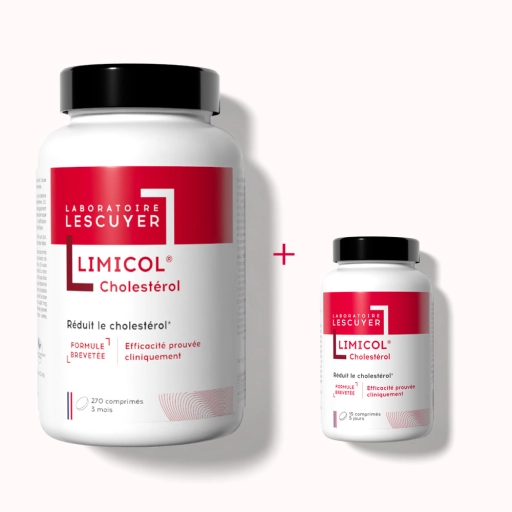 LABORATOIRE
LESCUYER
LIMICOL®
Cholestérol
Réduit le cholestérol*
FORMULE
BREVETÉE
Efficacité prouvée
cliniquement
270 comprimés
3 mois
+
LABORATOIRE
LESCUYER
LIMICOL®
Cholestérol
Réduit le cholestérol*
FORMULE
BREVETÉE
Efficacité prouvée
cliniquement
15 comprimés
5 jours